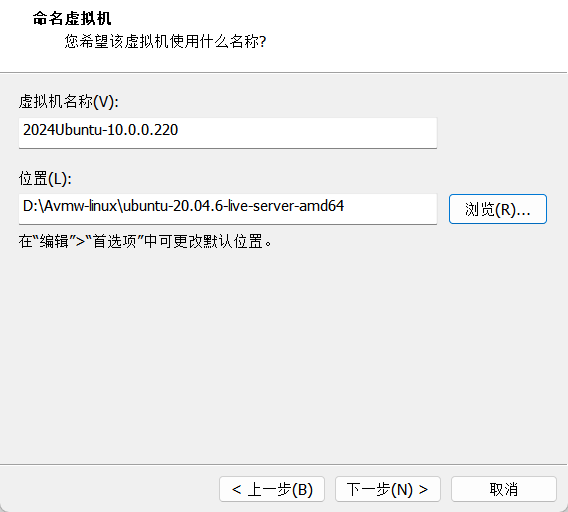 命名虚拟机
您希望该虚拟机使用什么名称?
虚拟机名称(V):
2024Ubuntu-10.0.0.220
位置(L):
D:\Avmw-linux\ubuntu-20.04.6-live-server-amd64
浏览(R)...
在“编辑”>“首选项”中可更改默认位置。
< 上一步(B)
下一步(N) >
取消